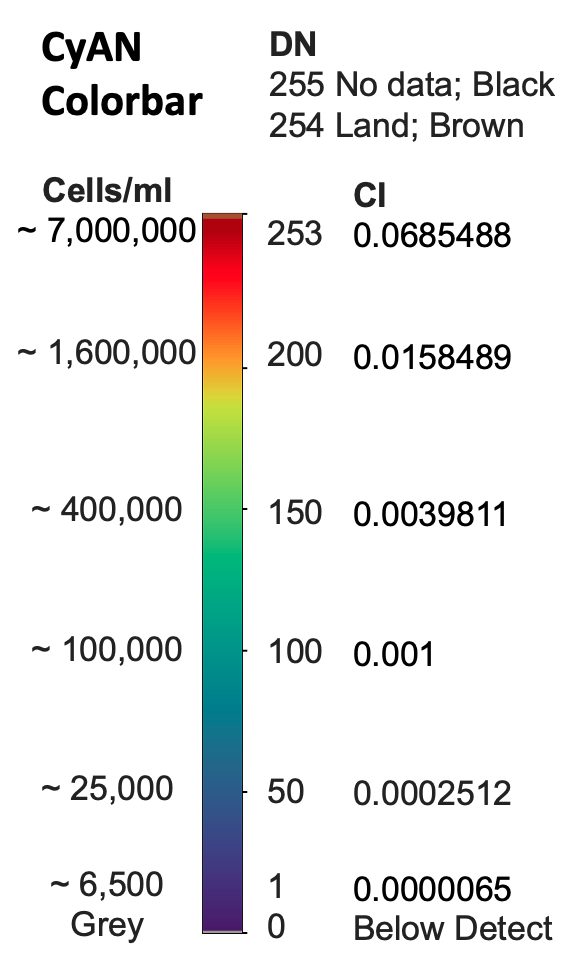 CyAN
Colorbar
DN
255 No data; Black
254 Land; Brown
Cells/ml CI
~ 7,000,000 253 0.0685488
~ 1,600,000 200 0.0158489
~ 400,000 150 0.0039811
~ 100,000 100 0.001
~ 25,000 50 0.0002512
~ 6,500 1 0.0000065
Grey 0 Below Detect